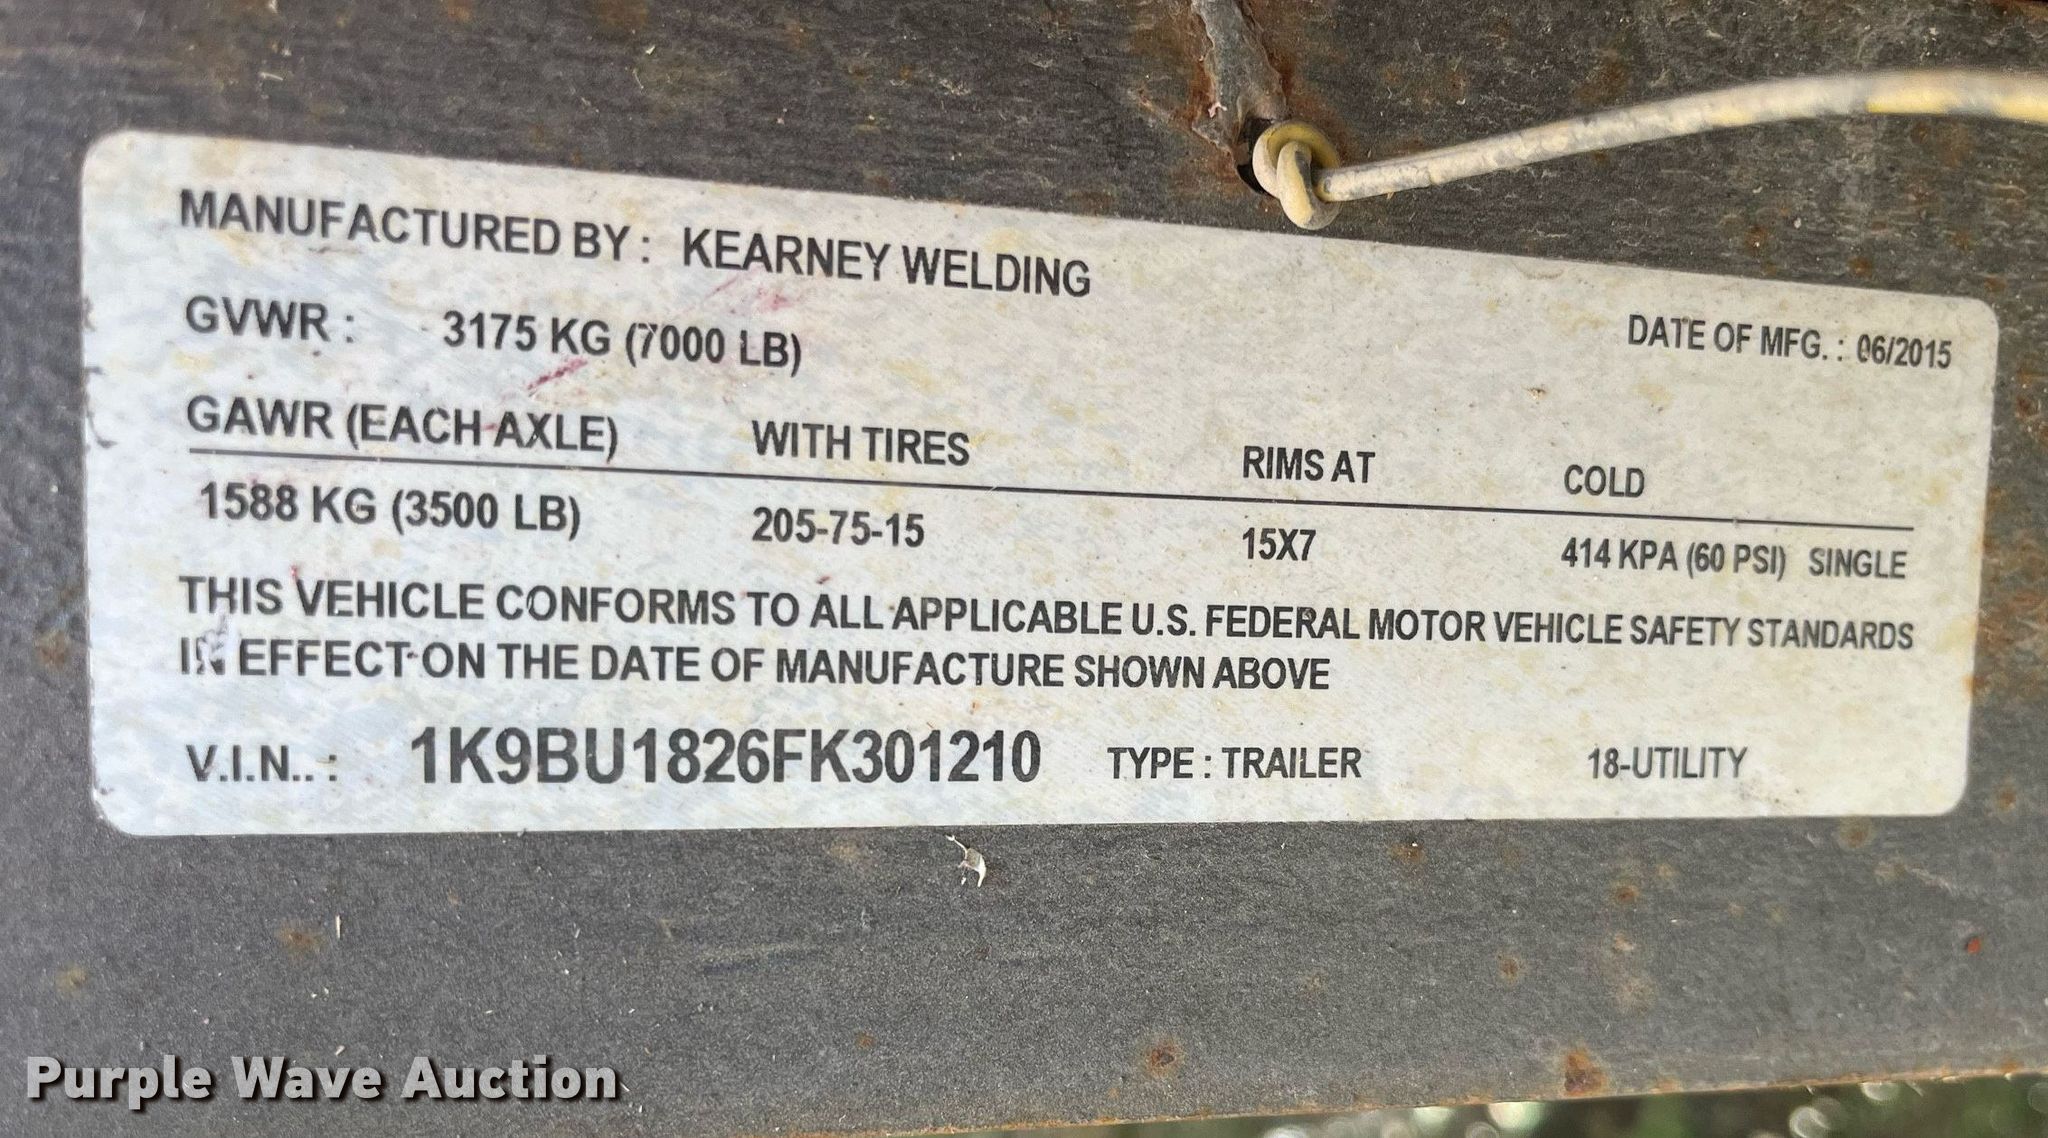 MANUFACTURED BY : KEARNEY WELDING
GVWR : 3175 KG (7000 LB) DATE OF MFG. : 06/2015
GAWR (EACH AXLE) WITH TIRES RIMS AT COLD
1588 KG (3500 LB) 205-75-15 15X7 414 KPA (60 PSI) SINGLE
THIS VEHICLE CONFORMS TO ALL APPLICABLE U.S. FEDERAL MOTOR VEHICLE SAFETY STANDARDS
IN EFFECT ON THE DATE OF MANUFACTURE SHOWN ABOVE
V.I.N.. : 1K9BU1826FK301210 TYPE : TRAILER 18-UTILITY
Purple Wave Auction